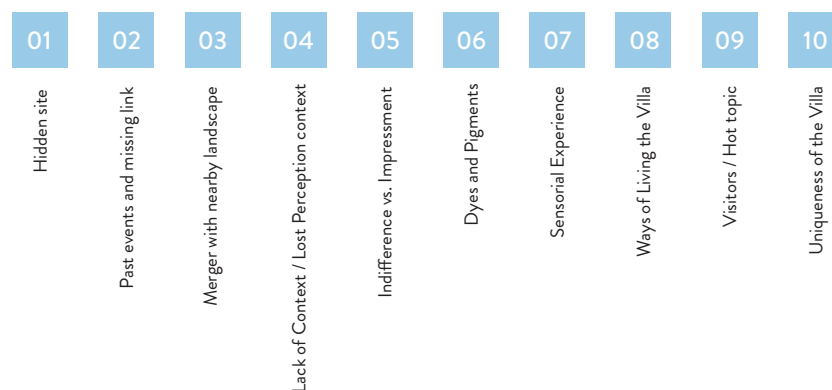 01
Hidden site
02
Past events and missing link
03
Merger with nearby landscape
04
Lack of Context / Lost Perception context
05
Indifference vs. Impressment
06
Dyes and Pigments
07
Sensorial Experience
08
Ways of Living the Villa
09
Visitors / Hot topic
10
Uniqueness of the Villa